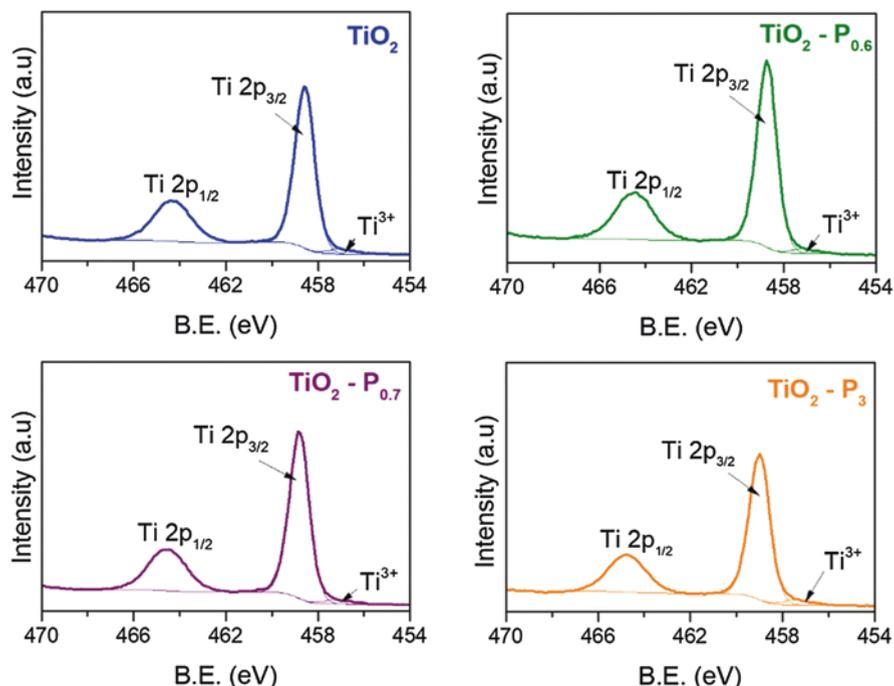 TiO₂
Intensity (a.u)
Ti 2p₃/₂
Ti 2p₁/₂
Ti³⁺
470 466 462 458 454
B.E. (eV)
TiO₂ - P₀.₆
Intensity (a.u)
Ti 2p₃/₂
Ti 2p₁/₂
Ti³⁺
470 466 462 458 454
B.E. (eV)
TiO₂ - P₀.₇
Intensity (a.u)
Ti 2p₃/₂
Ti 2p₁/₂
Ti³⁺
470 466 462 458 454
B.E. (eV)
TiO₂ - P₃
Intensity (a.u)
Ti 2p₃/₂
Ti 2p₁/₂
Ti³⁺
470 466 462 458 454
B.E. (eV)